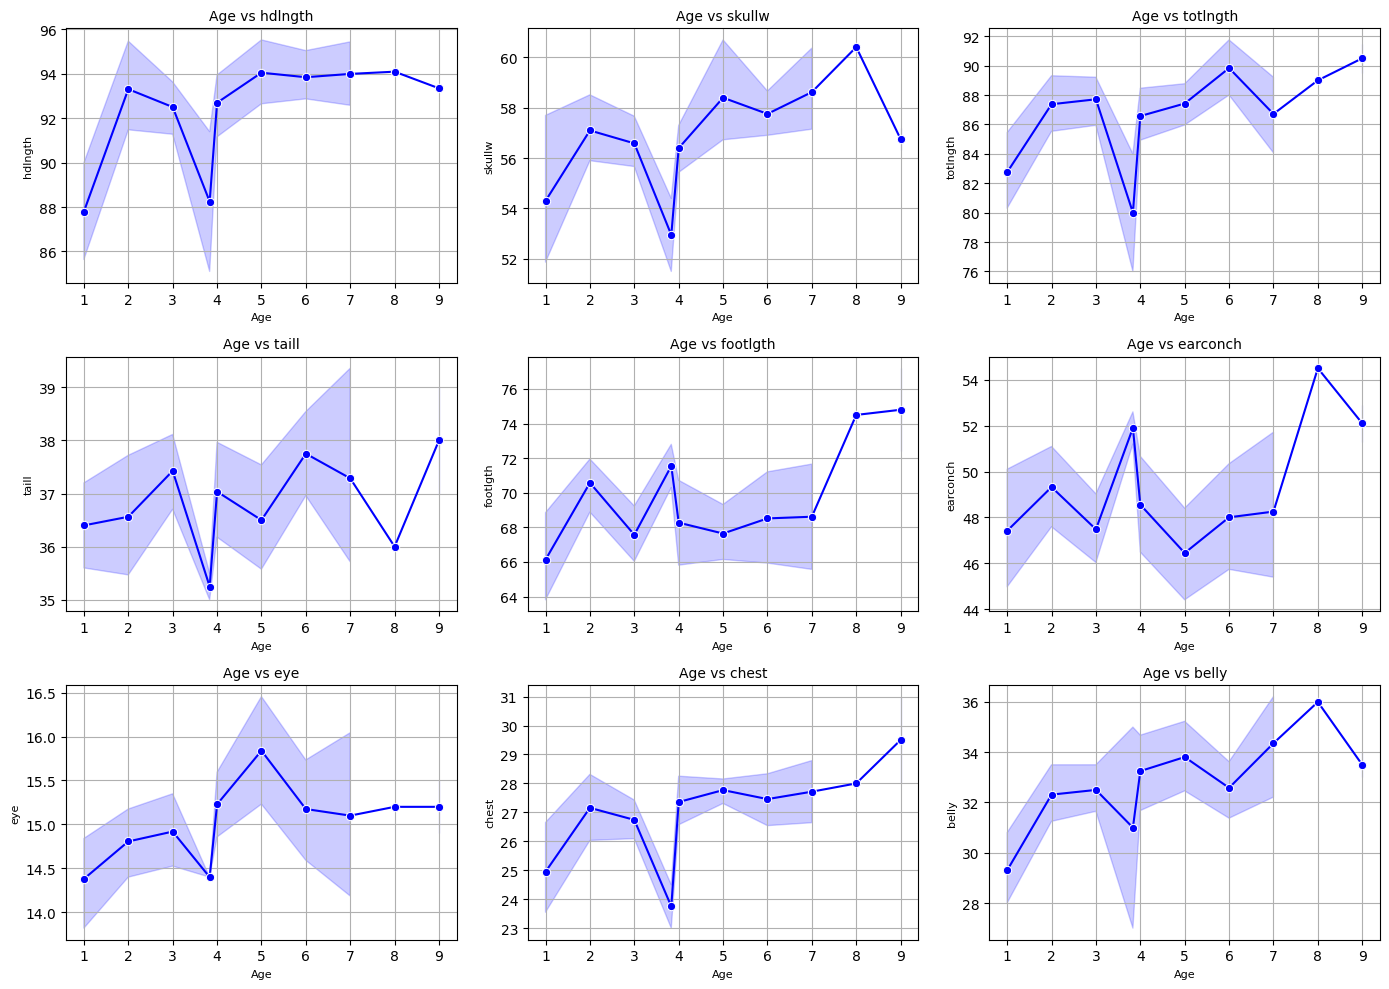 Age vs hdlngth
hdlngth
96
94
92
90
88
86
1 2 3 4 5 6 7 8 9
Age
Age vs skullw
skullw
60
58
56
54
52
1 2 3 4 5 6 7 8 9
Age
Age vs totlngth
totlngth
92
90
88
86
84
82
80
78
76
1 2 3 4 5 6 7 8 9
Age
Age vs taill
taill
39
38
37
36
35
1 2 3 4 5 6 7 8 9
Age
Age vs footlgth
footlgth
76
74
72
70
68
66
64
1 2 3 4 5 6 7 8 9
Age
Age vs earconch
earconch
54
52
50
48
46
44
1 2 3 4 5 6 7 8 9
Age
Age vs eye
eye
16.5
16.0
15.5
15.0
14.5
14.0
1 2 3 4 5 6 7 8 9
Age
Age vs chest
chest
31
30
29
28
27
26
25
24
23
1 2 3 4 5 6 7 8 9
Age
Age vs belly
belly
36
34
32
30
28
1 2 3 4 5 6 7 8 9
Age